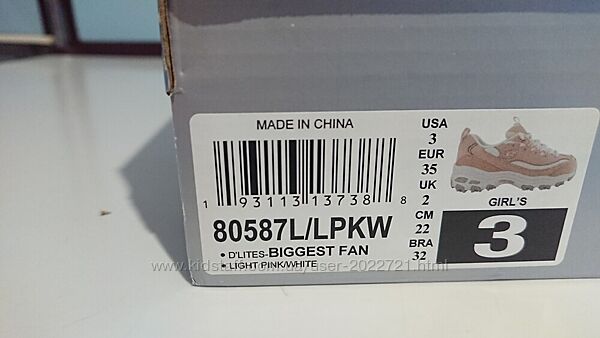 MADE IN CHINA
1 93113 13738 8
80587L/LPKW
• D'LITES-BIGGEST FAN
• LIGHT PINK/WHITE
USA
3
EUR
35
UK
2
CM
22
BRA
32
GIRL'S
3